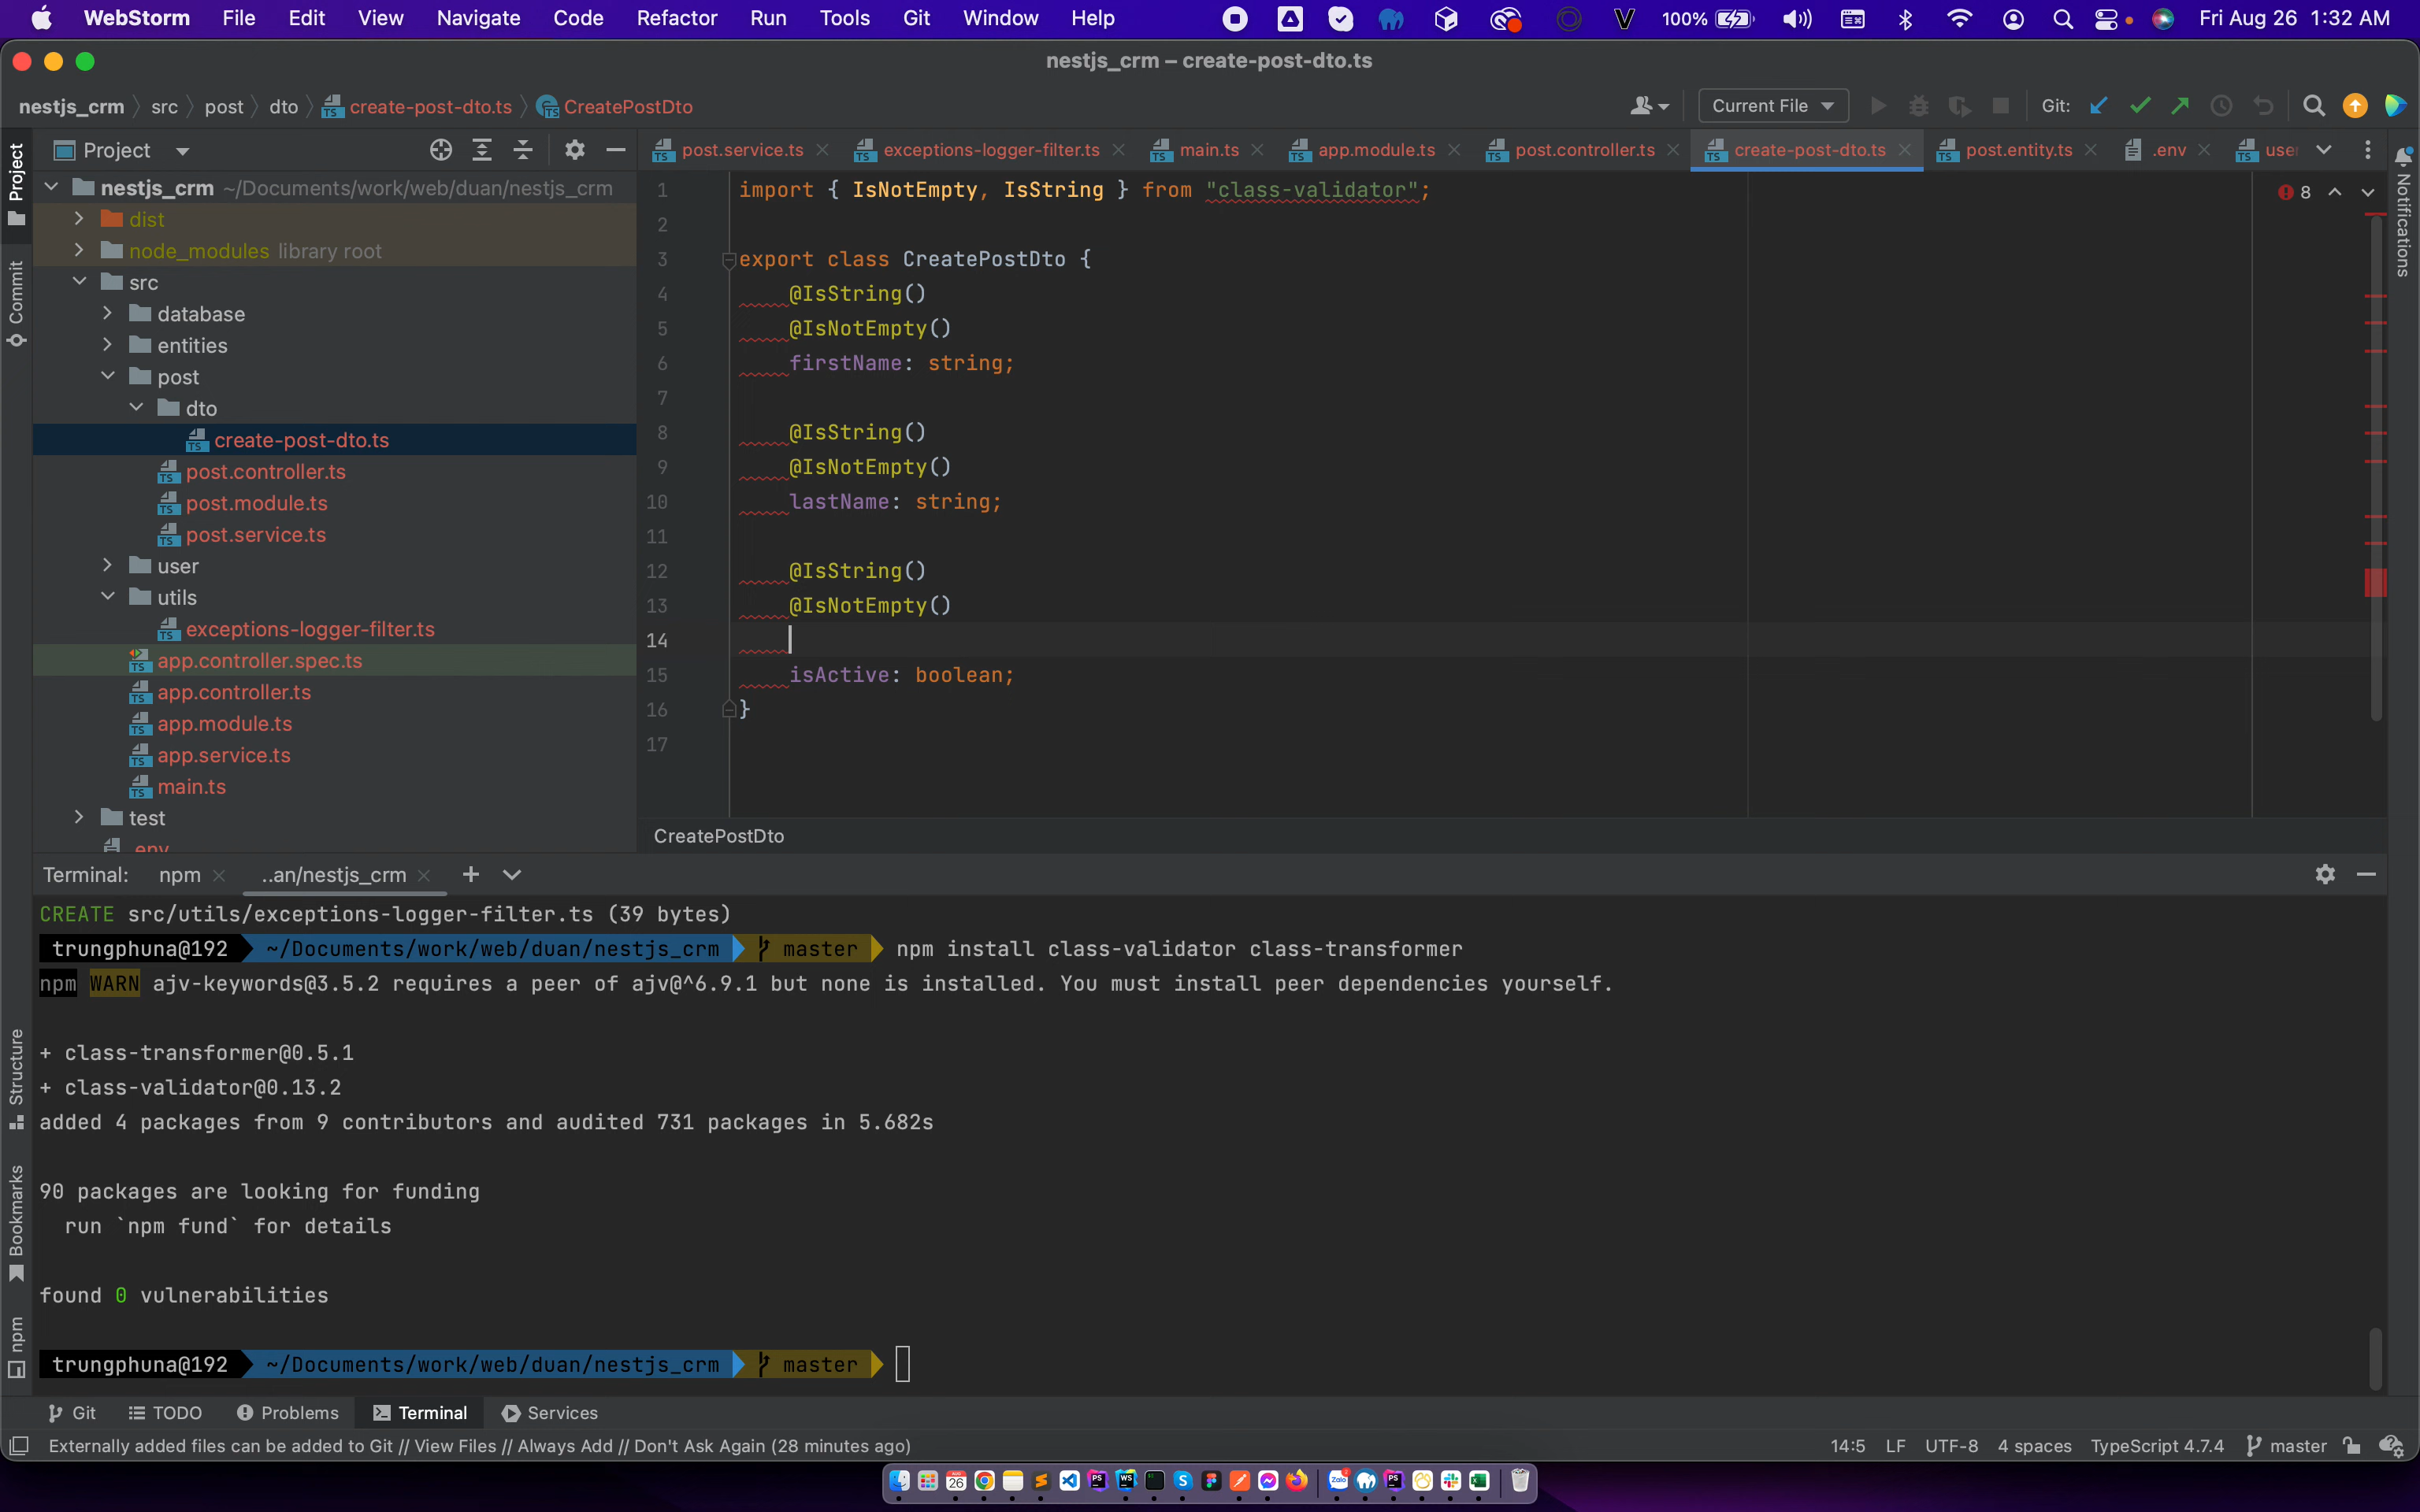 WebStorm File Edit View Navigate Code Refactor Run Tools Git Window Help 100% Fri Aug 26 1:32 AM
nestjs_crm – create-post-dto.ts
nestjs_crm src post dto create-post-dto.ts CreatePostDto Current File Git:
Project
Commit
Structure
Bookmarks
npm
Notifications
Project
nestjs_crm ~/Documents/work/web/duan/nestjs_crm
dist
node_modules library root
src
database
entities
post
dto
create-post-dto.ts
post.controller.ts
post.module.ts
post.service.ts
user
utils
exceptions-logger-filter.ts
app.controller.spec.ts
app.controller.ts
app.module.ts
app.service.ts
main.ts
test
.env
post.service.ts exceptions-logger-filter.ts main.ts app.module.ts post.controller.ts create-post-dto.ts post.entity.ts .env
8
1 import { IsNotEmpty, IsString } from "class-validator";
2
3 export class CreatePostDto {
4 @IsString()
5 @IsNotEmpty()
6 firstName: string;
7
8 @IsString()
9 @IsNotEmpty()
10 lastName: string;
11
12 @IsString()
13 @IsNotEmpty()
14
15 isActive: boolean;
16 }
17
CreatePostDto
Terminal: npm ..an/nestjs_crm
CREATE src/utils/exceptions-logger-filter.ts (39 bytes)
trungphuna@192 ~/Documents/work/web/duan/nestjs_crm master npm install class-validator class-transformer
npm WARN ajv-keywords@3.5.2 requires a peer of ajv@^6.9.1 but none is installed. You must install peer dependencies yourself.
+ class-transformer@0.5.1
+ class-validator@0.13.2
added 4 packages from 9 contributors and audited 731 packages in 5.682s
90 packages are looking for funding
run `npm fund` for details
found 0 vulnerabilities
trungphuna@192 ~/Documents/work/web/duan/nestjs_crm master
Git TODO Problems Terminal Services
Externally added files can be added to Git // View Files // Always Add // Don't Ask Again (28 minutes ago) 14:5 LF UTF-8 4 spaces TypeScript 4.7.4 master